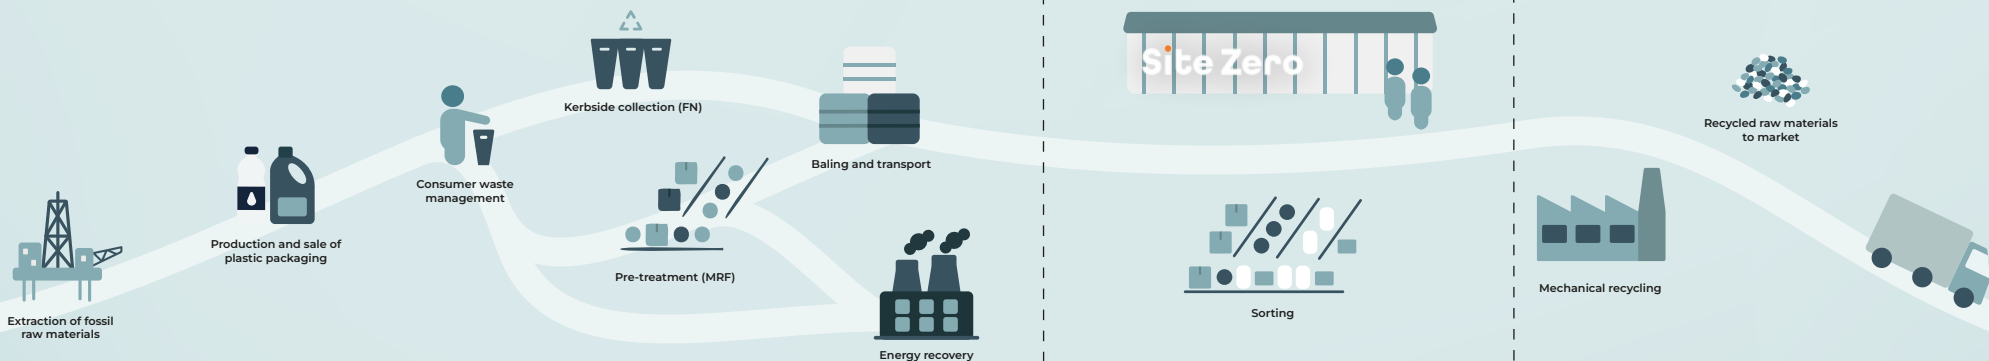 Extraction of fossil
raw materials
Production and sale of
plastic packaging
Consumer waste
management
Kerbside collection (FN)
Pre-treatment (MRF)
Baling and transport
Energy recovery
Site Zero
Sorting
Mechanical recycling
Recycled raw materials
to market